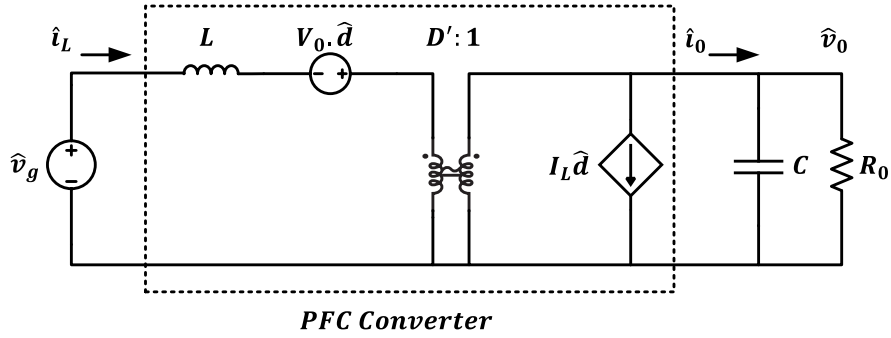 î_L L V_0.d̂ D′:1 î_0 v̂_0
v̂_g + − − + + − I_L d̂ C R_0
PFC Converter